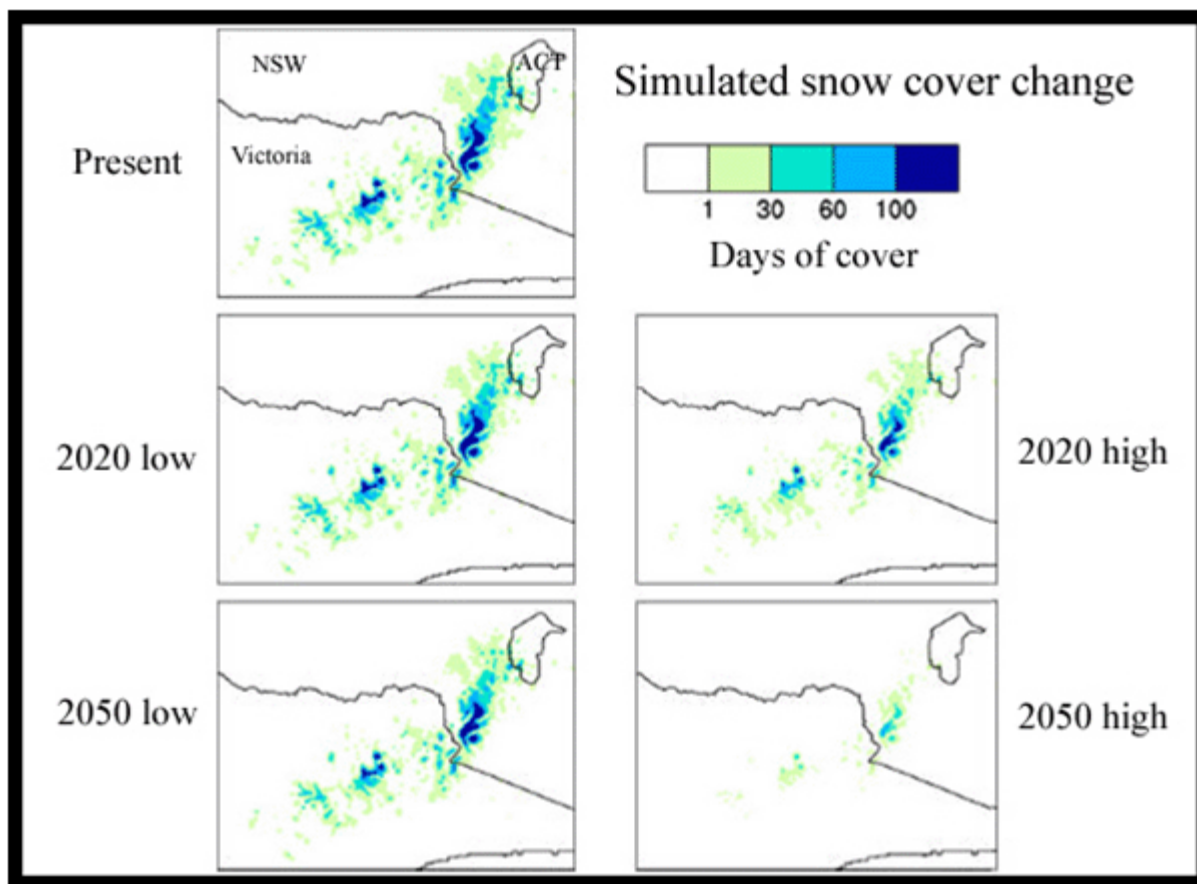 NSW
ACT
Simulated snow cover change
Present
Victoria
1 30 60 100
Days of cover
2020 low
2020 high
2050 low
2050 high